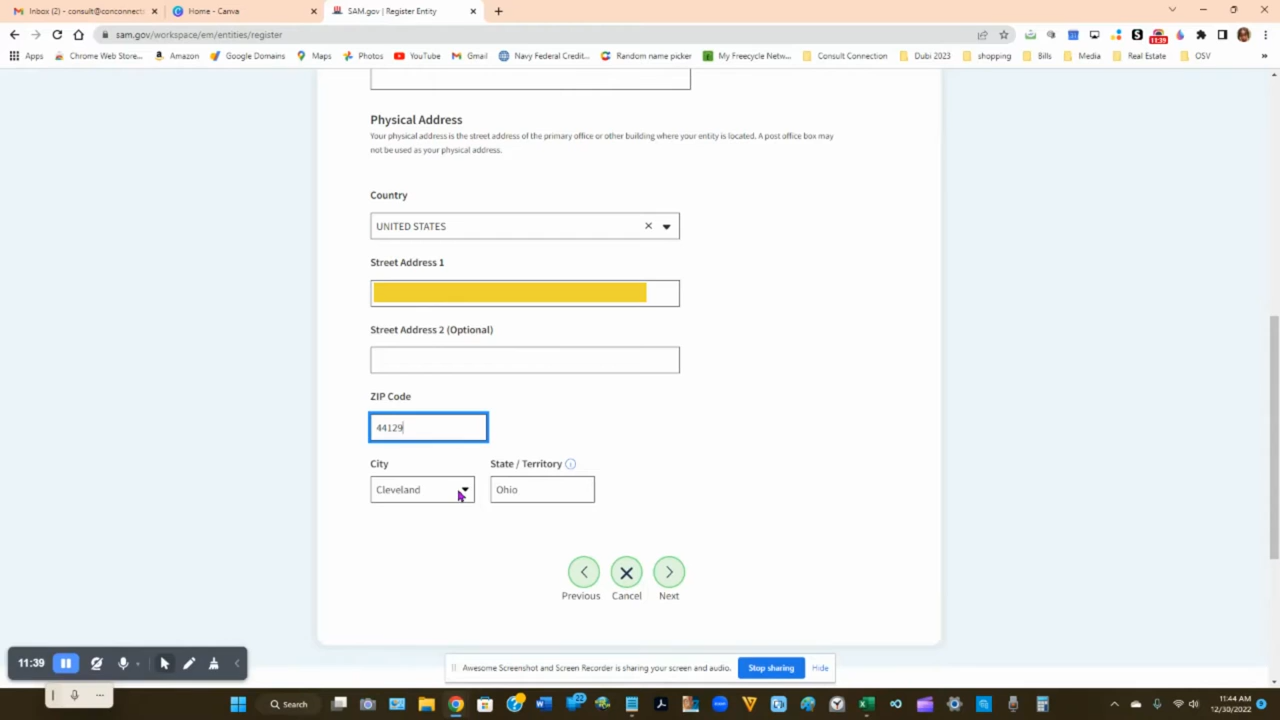 Inbox (2) - consult@conconnecti
Home - Canva
SAM.gov | Register Entity
sam.gov/workspace/em/entities/register
11:39
Apps
Chrome Web Store...
Amazon
Google Domains
Maps
Photos
YouTube
Gmail
Navy Federal Credit...
Random name picker
My Freecycle Netw...
Consult Connection
Dubi 2023
shopping
Bills
Media
Real Estate
OSV
Physical Address
Your physical address is the street address of the primary office or other building where your entity is located. A post office box may
not be used as your physical address.
Country
UNITED STATES
Street Address 1
Street Address 2 (Optional)
ZIP Code
44129
City
State / Territory
Cleveland
Ohio
Previous
Cancel
Next
11:39
Awesome Screenshot and Screen Recorder is sharing your screen and audio.
Stop sharing
Hide
Search
22
11:44 AM
12/30/2022